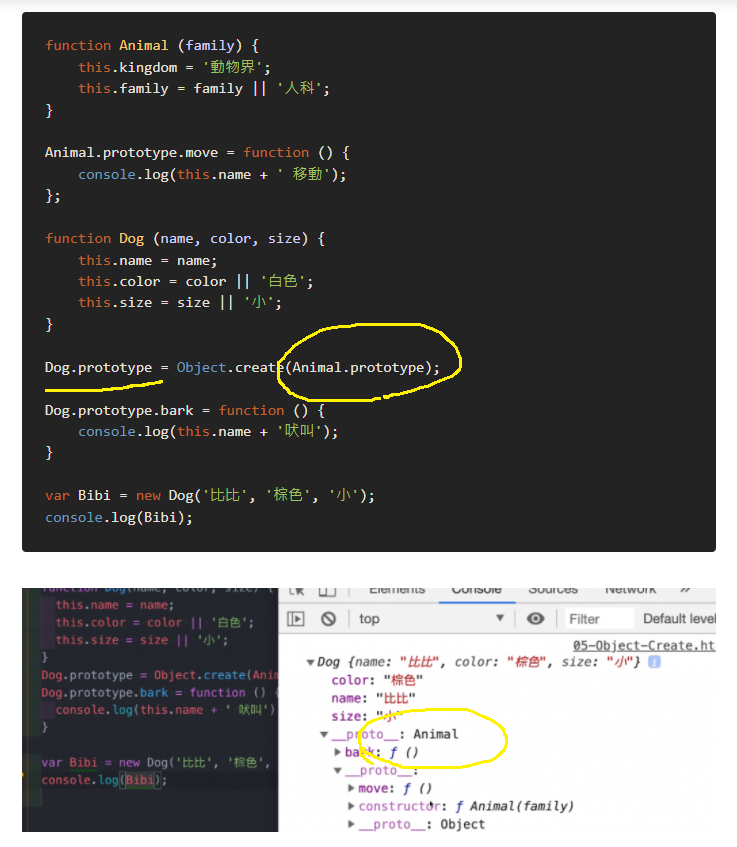 function Animal (family) {
this.kingdom = '動物界';
this.family = family || '人科';
}
Animal.prototype.move = function () {
console.log(this.name + ' 移動');
};
function Dog (name, color, size) {
this.name = name;
this.color = color || '白色';
this.size = size || '小';
}
Dog.prototype = Object.create(Animal.prototype);
Dog.prototype.bark = function () {
console.log(this.name + '吠叫');
}
var Bibi = new Dog('比比', '棕色', '小');
console.log(Bibi);
function Dog(name, color, size) {
this.name = name;
this.color = color || '白色';
this.size = size || '小';
}
Dog.prototype = Object.create(Anim
Dog.prototype.bark = function () {
console.log(this.name + ' 吠叫')
}
var Bibi = new Dog('比比', '棕色',
console.log(Bibi);
Elements Console Sources Network »
top Filter Default level
05-Object-Create.ht
Dog {name: "比比", color: "棕色", size: "小"} i
color: "棕色"
name: "比比"
size: "小"
__proto__: Animal
bark: ƒ ()
__proto__:
move: ƒ ()
constructor: ƒ Animal(family)
__proto__: Object